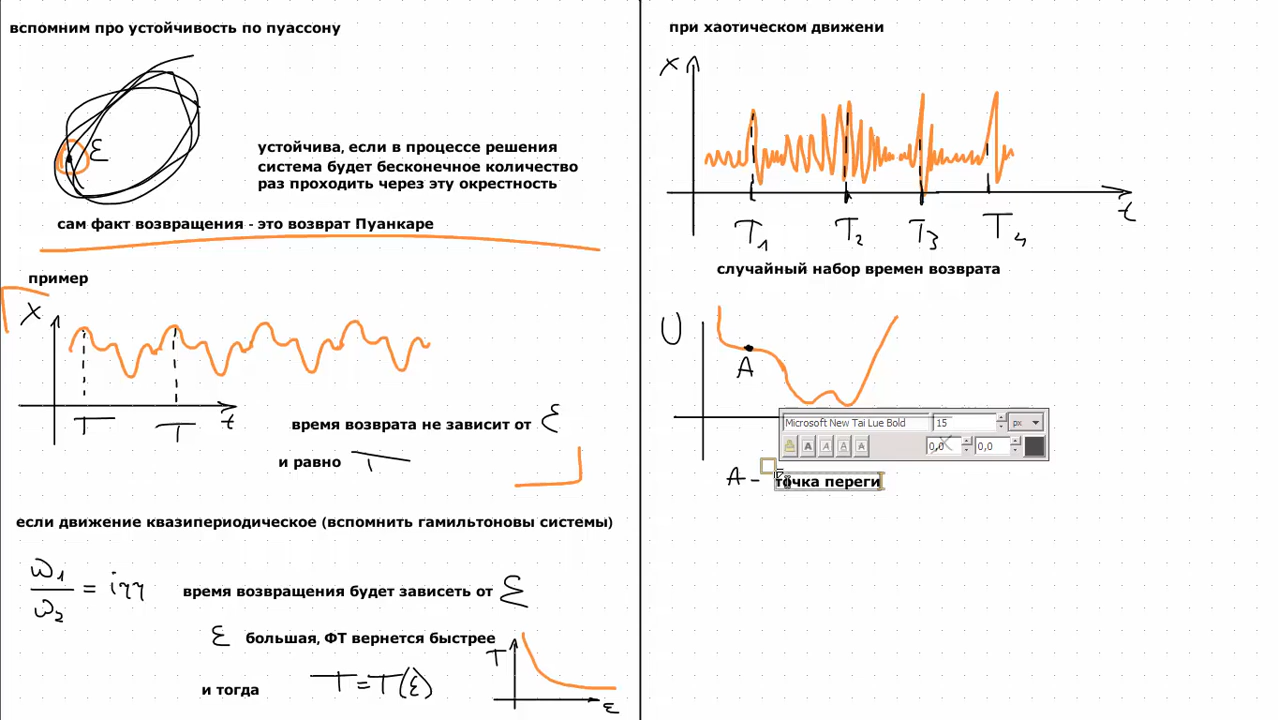 вспомним про устойчивость по пуассону
ε
устойчива, если в процессе решения
система будет бесконечное количество
раз проходить через эту окрестность
сам факт возвращения - это возврат Пуанкаре
пример
X
T
T
t
время возврата не зависит от ε
и равно T
если движение квазипериодическое (вспомнить гамильтоновы системы)
ω1
ω2
= irr
время возвращения будет зависеть от ε
ε большая, ФТ вернется быстрее
T
и тогда T=T(ε)
ε
при хаотическом движени
X
t
T1 T2 T3 T4
случайный набор времен возврата
U
A
Microsoft New Tai Lue Bold 15 px
A A A A 0,0 0,0
A - точка переги